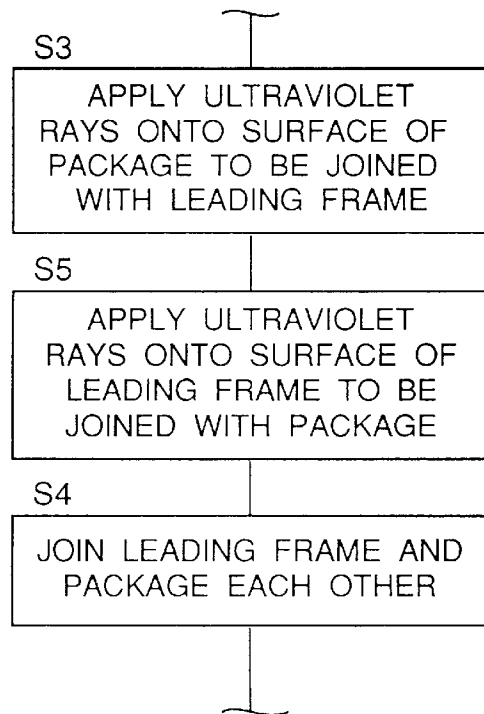 S3
APPLY ULTRAVIOLET
RAYS ONTO SURFACE OF
PACKAGE TO BE JOINED
WITH LEADING FRAME
S5
APPLY ULTRAVIOLET
RAYS ONTO SURFACE OF
LEADING FRAME TO BE
JOINED WITH PACKAGE
S4
JOIN LEADING FRAME AND
PACKAGE EACH OTHER